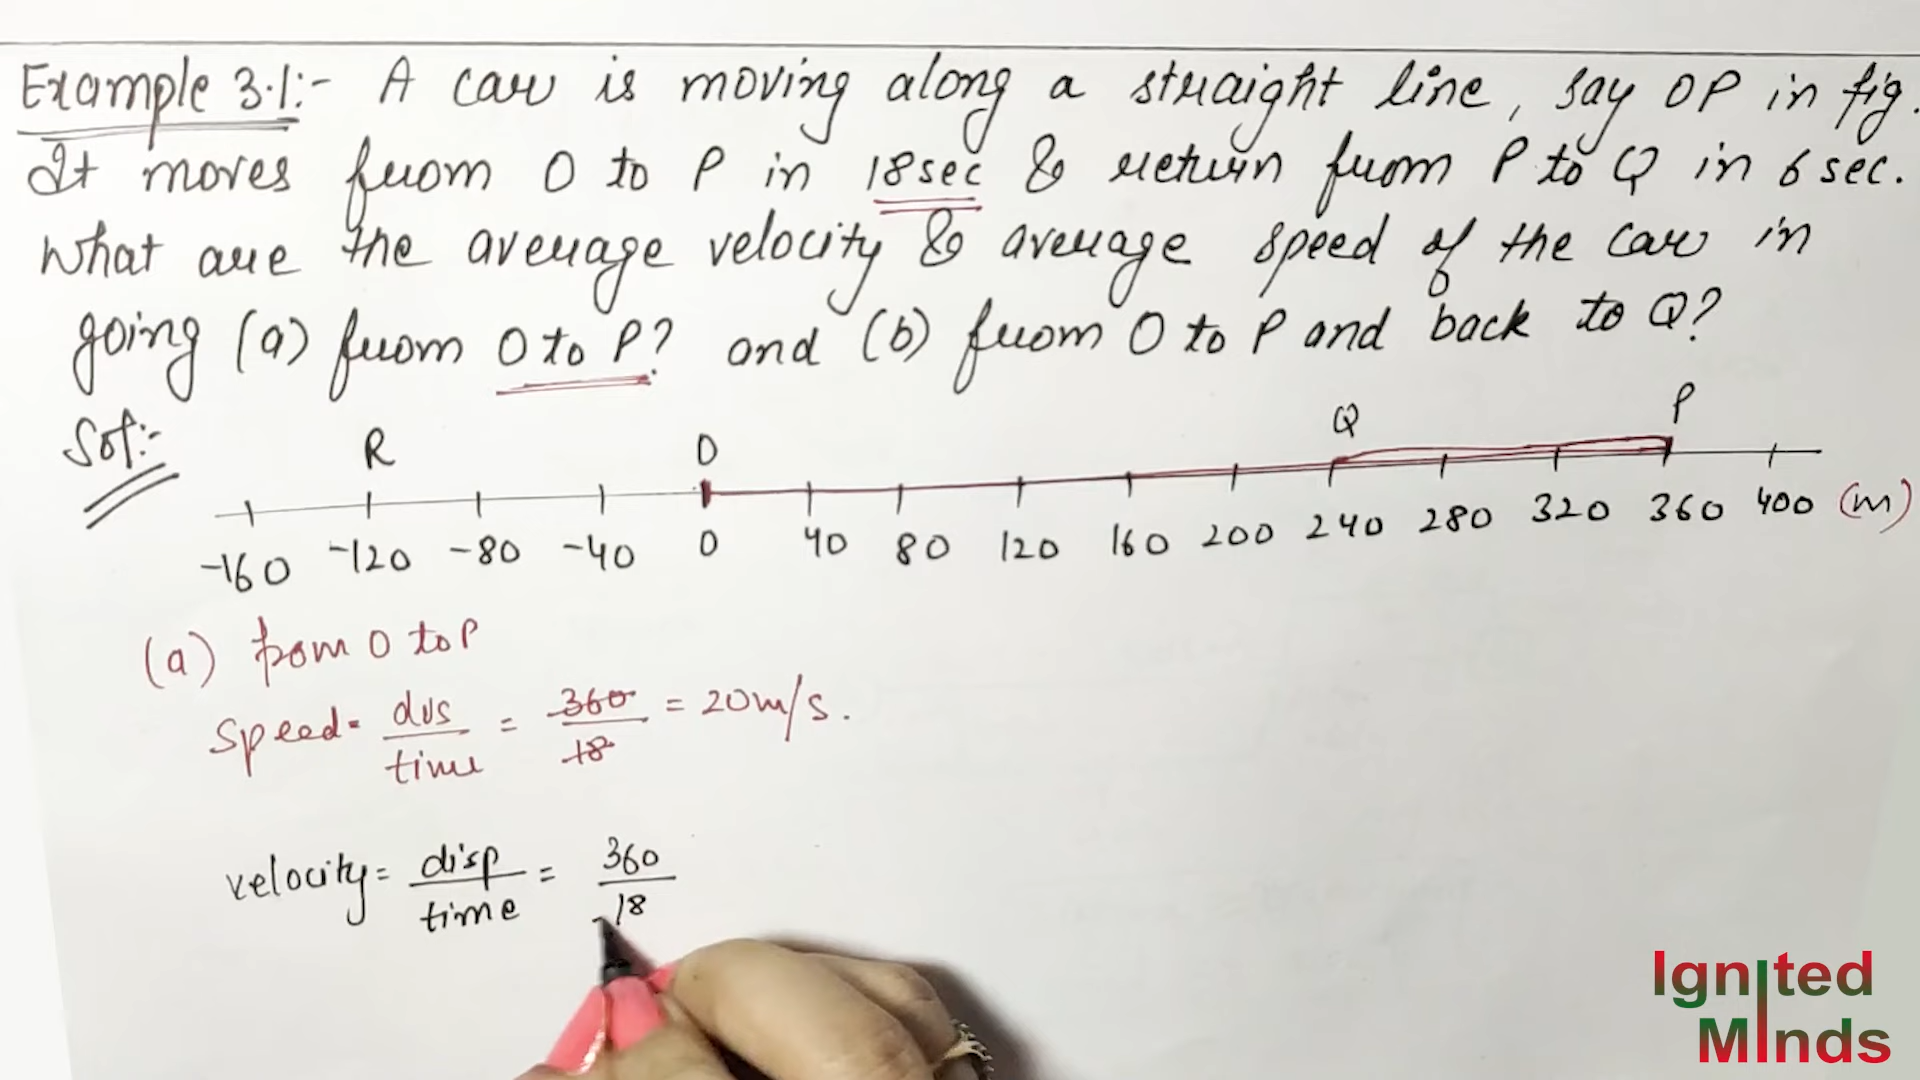 Example 3.1:- A car is moving along a straight line, say OP in fig.
It moves from O to P in 18sec & return from P to Q in 6 sec.
What are the average velocity & average speed of the car in
going (a) from O to P? and (b) from O to P and back to Q?
Sol:-
R O Q P
-160 -120 -80 -40 0 40 80 120 160 200 240 280 320 360 400 (m)
(a) from O to P
Speed = dis/time = 360/18 = 20m/s.
velocity = disp/time = 360/18
Ignited
Minds